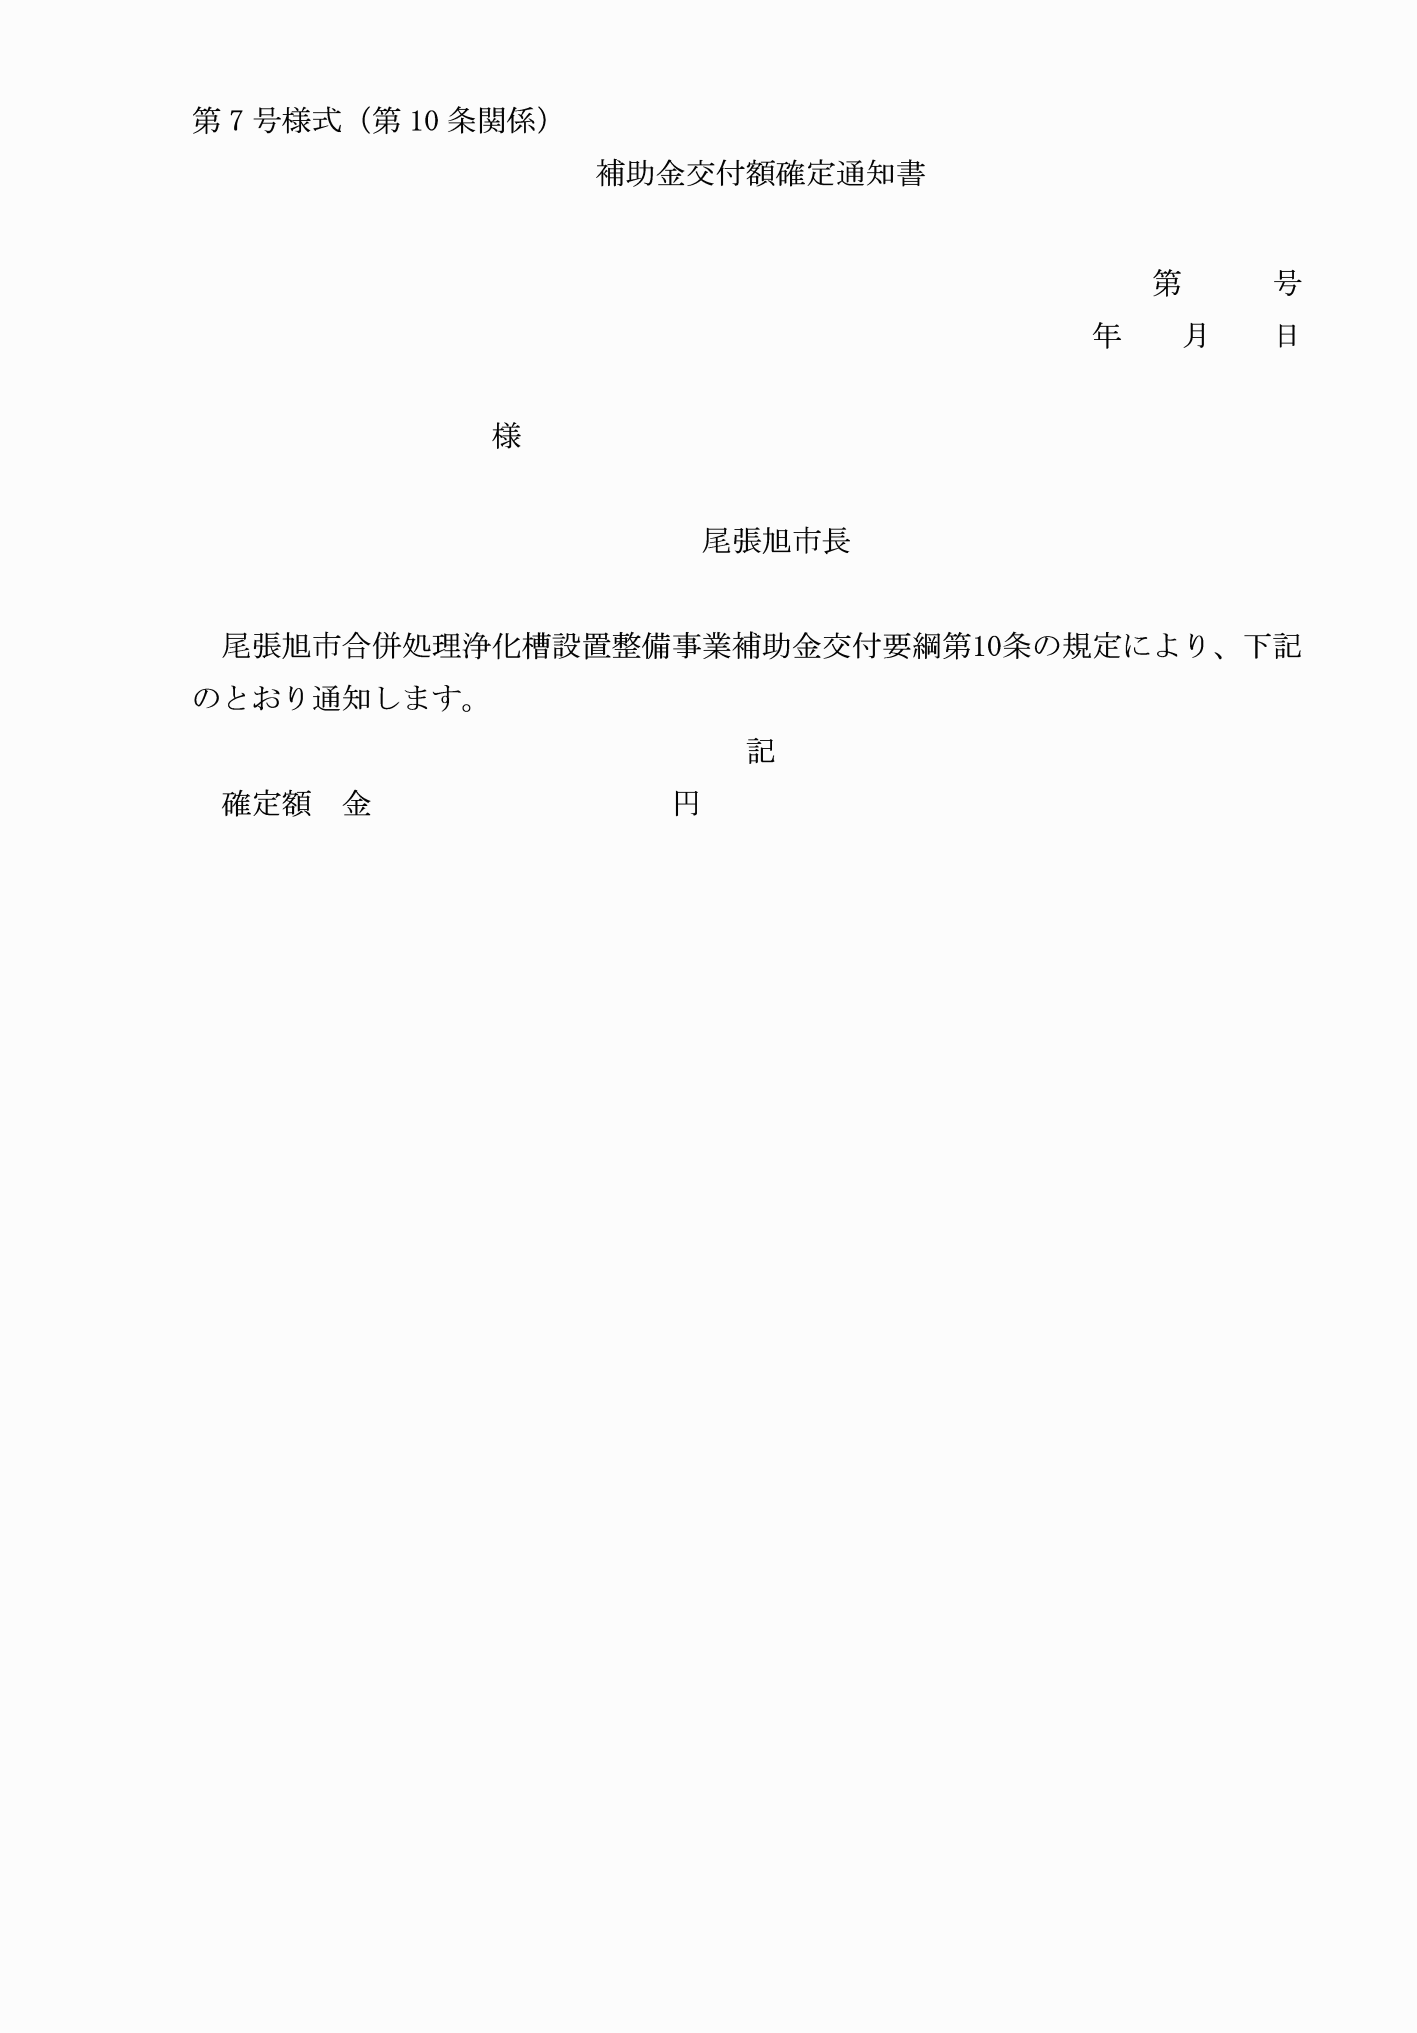 第 7 号様式（第 10 条関係）
補助金交付額確定通知書
第　　　号
年　　月　　日
様
尾張旭市長
尾張旭市合併処理浄化槽設置整備事業補助金交付要綱第10条の規定により、下記
のとおり通知します。
記
確定額　金　　　　　　　　　　円